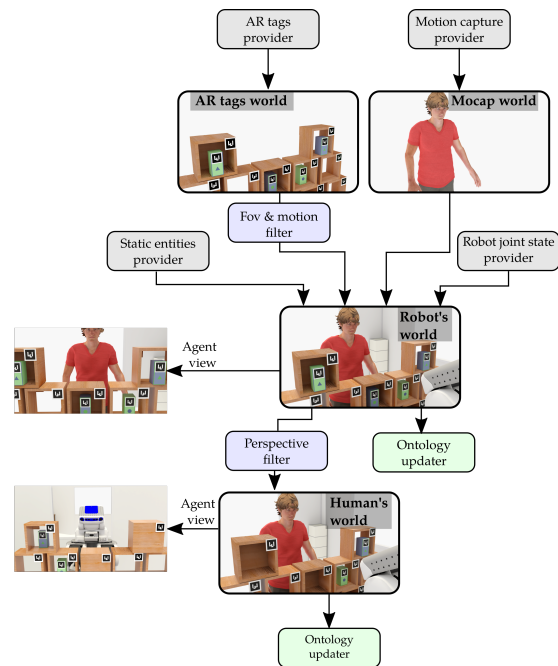 AR tags
provider
Motion capture
provider
AR tags world
Mocap world
Fov & motion
filter
Static entities
provider
Robot joint state
provider
Robot's
world
Agent
view
Perspective
filter
Ontology
updater
Agent
view
Human's
world
Ontology
updater